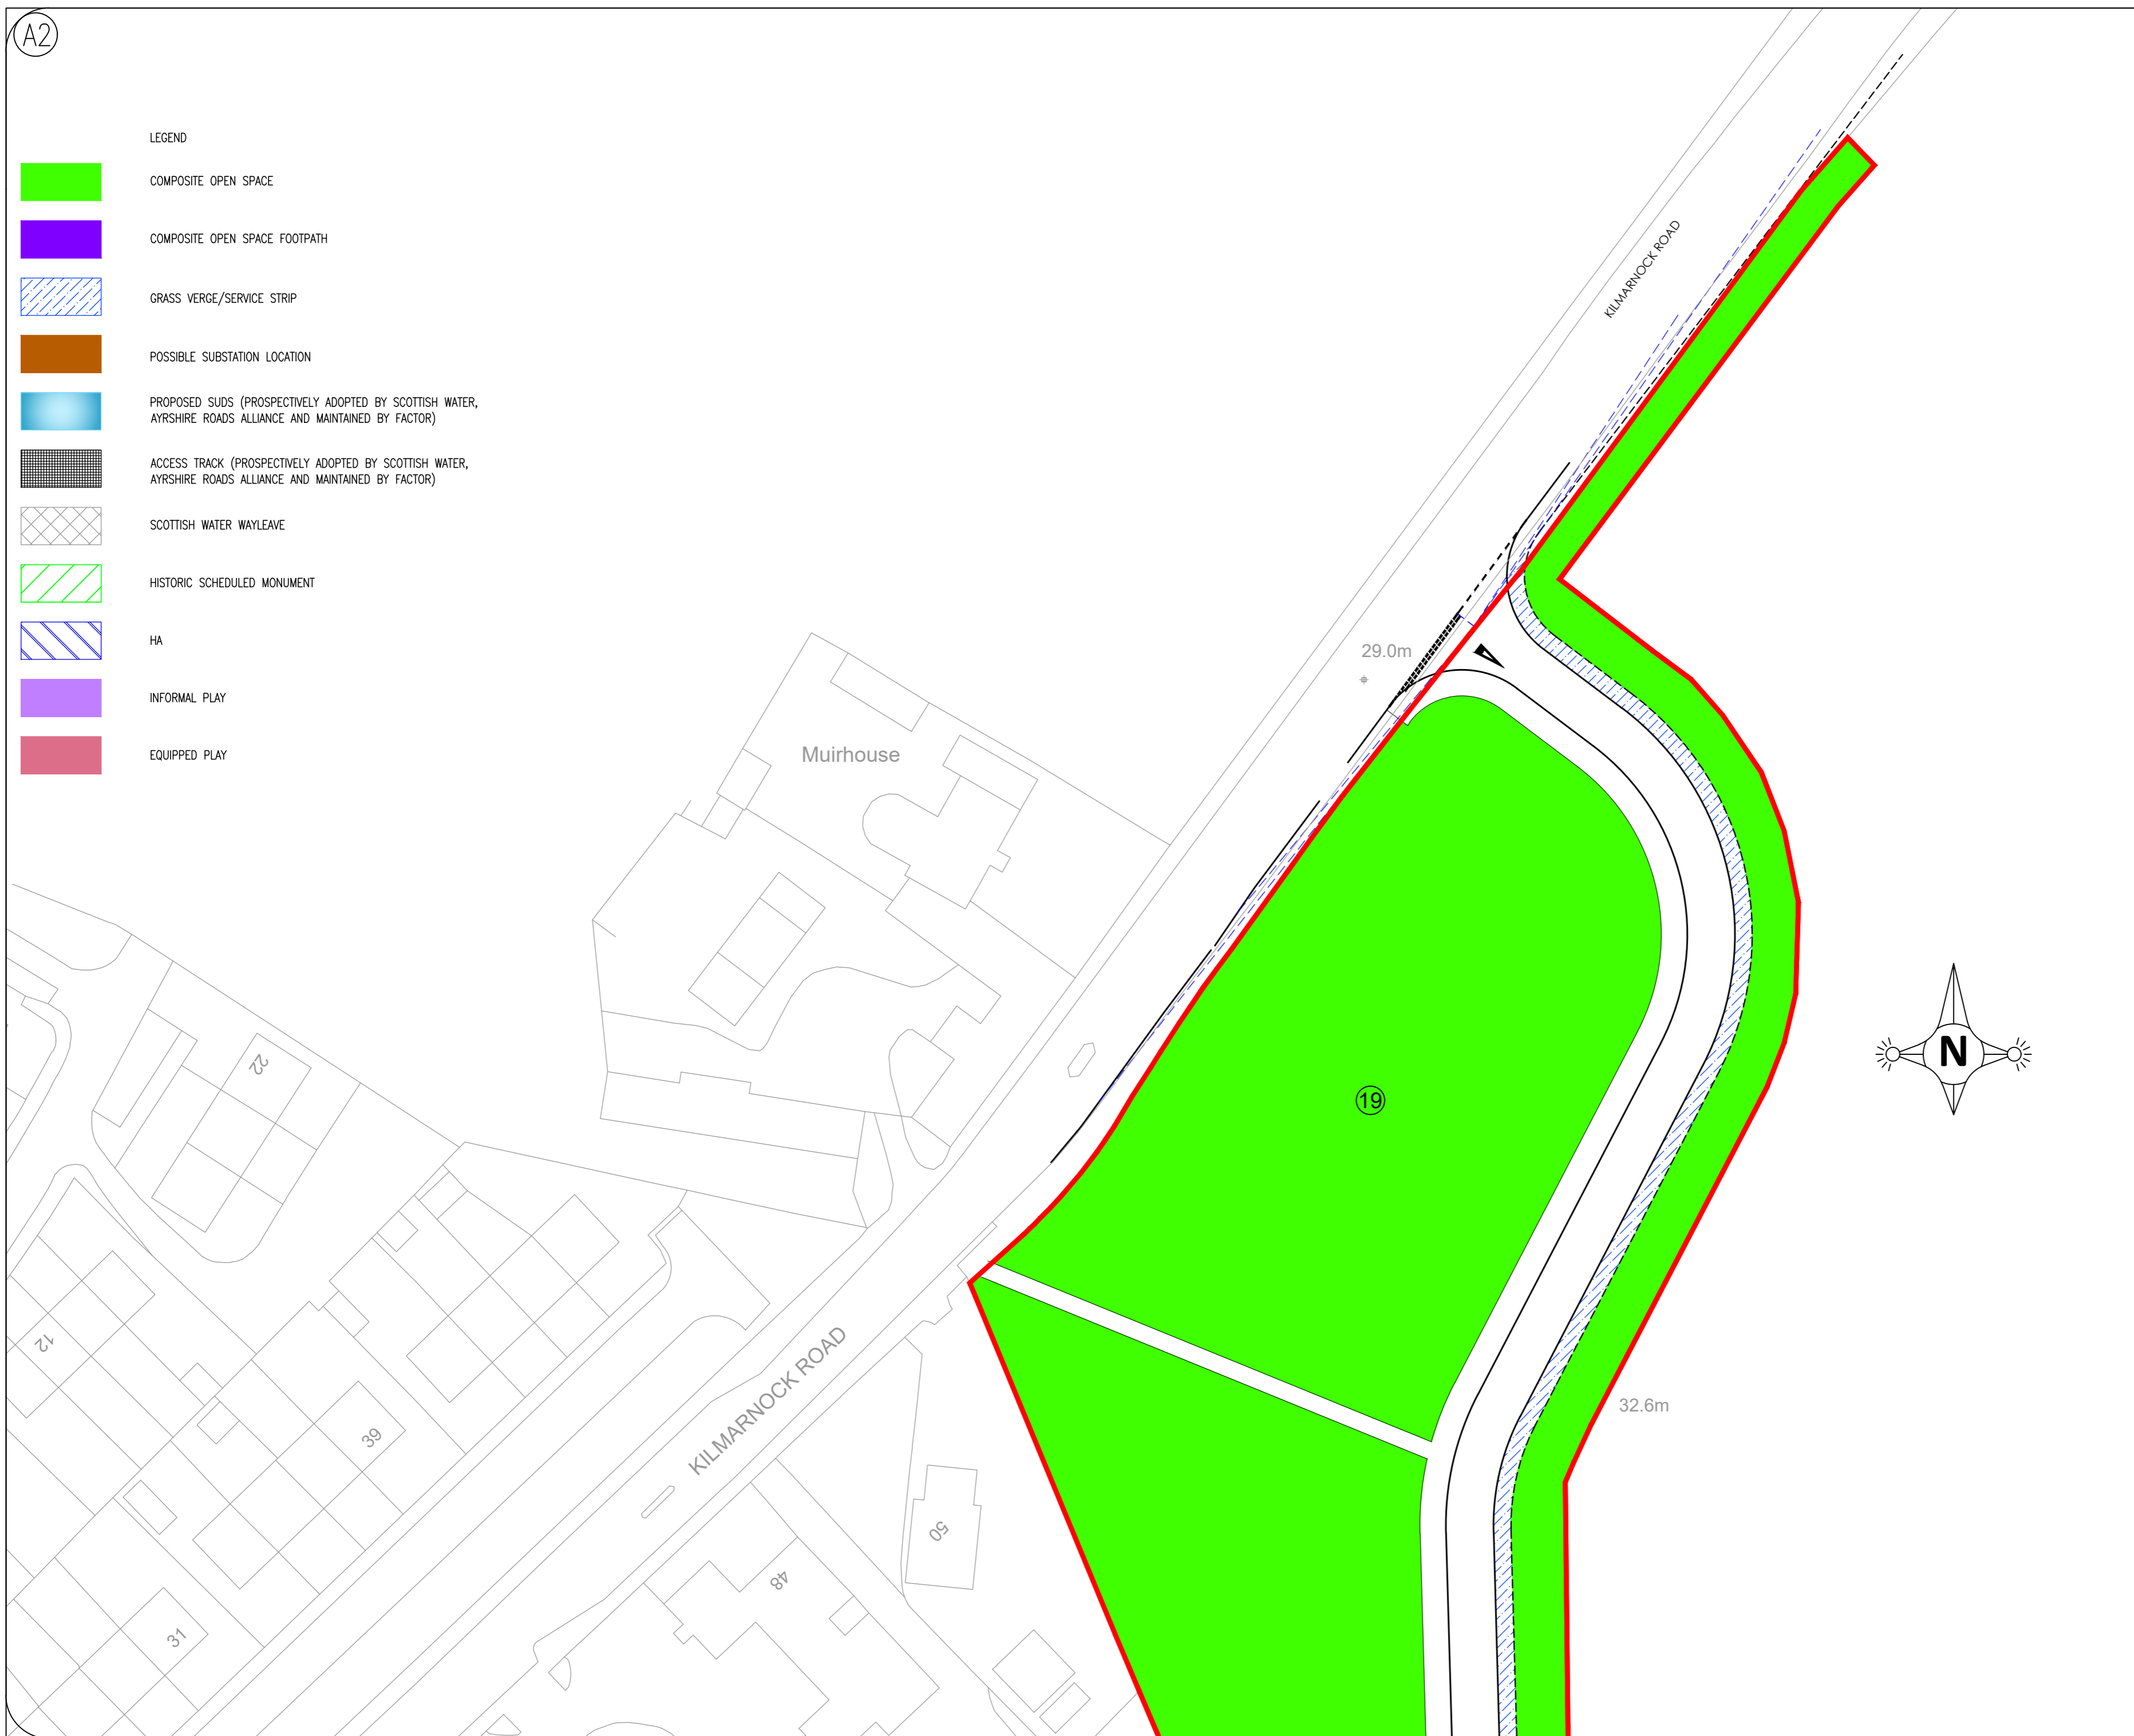 A2
LEGEND
COMPOSITE OPEN SPACE
COMPOSITE OPEN SPACE FOOTPATH
GRASS VERGE/SERVICE STRIP
POSSIBLE SUBSTATION LOCATION
PROPOSED SUDS (PROSPECTIVELY ADOPTED BY SCOTTISH WATER,
AYRSHIRE ROADS ALLIANCE AND MAINTAINED BY FACTOR)
ACCESS TRACK (PROSPECTIVELY ADOPTED BY SCOTTISH WATER,
AYRSHIRE ROADS ALLIANCE AND MAINTAINED BY FACTOR)
SCOTTISH WATER WAYLEAVE
HISTORIC SCHEDULED MONUMENT
HA
INFORMAL PLAY
EQUIPPED PLAY
KILMARNOCK ROAD
29.0m
Muirhouse
22
N
19
12
KILMARNOCK ROAD
32.6m
39
50
48
31